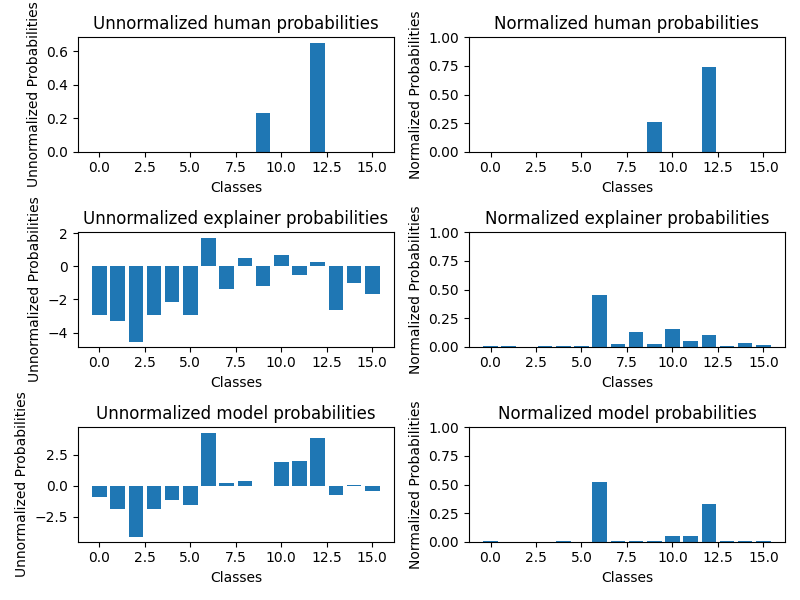 Unnormalized human probabilities
Unnormalized Probabilities
0.6
0.4
0.2
0.0
0.0 2.5 5.0 7.5 10.0 12.5 15.0
Classes
Normalized human probabilities
Normalized Probabilities
1.00
0.75
0.50
0.25
0.00
0.0 2.5 5.0 7.5 10.0 12.5 15.0
Classes
Unnormalized explainer probabilities
Unnormalized Probabilities
2
0
−2
−4
0.0 2.5 5.0 7.5 10.0 12.5 15.0
Classes
Normalized explainer probabilities
Normalized Probabilities
1.00
0.75
0.50
0.25
0.00
0.0 2.5 5.0 7.5 10.0 12.5 15.0
Classes
Unnormalized model probabilities
Unnormalized Probabilities
2.5
0.0
−2.5
0.0 2.5 5.0 7.5 10.0 12.5 15.0
Classes
Normalized model probabilities
Normalized Probabilities
1.00
0.75
0.50
0.25
0.00
0.0 2.5 5.0 7.5 10.0 12.5 15.0
Classes